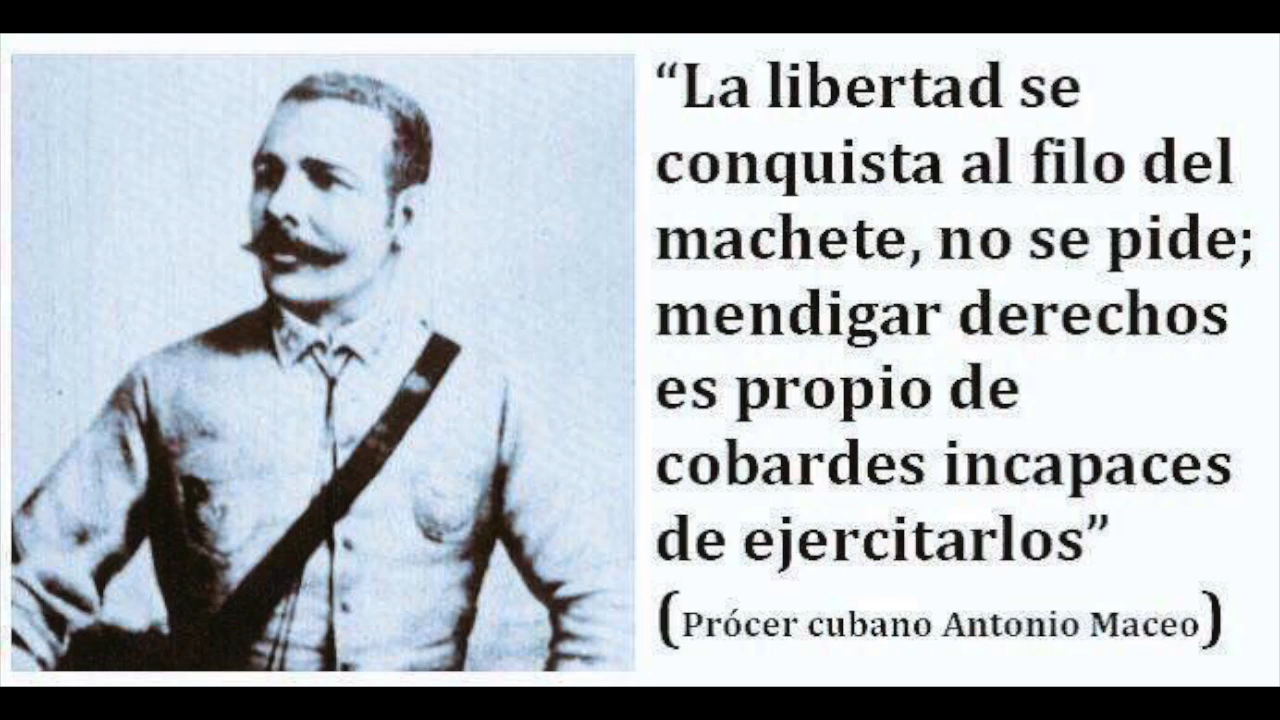 “La libertad se
conquista al filo del
machete, no se pide;
mendigar derechos
es propio de
cobardes incapaces
de ejercitarlos”
(Prócer cubano Antonio Maceo)